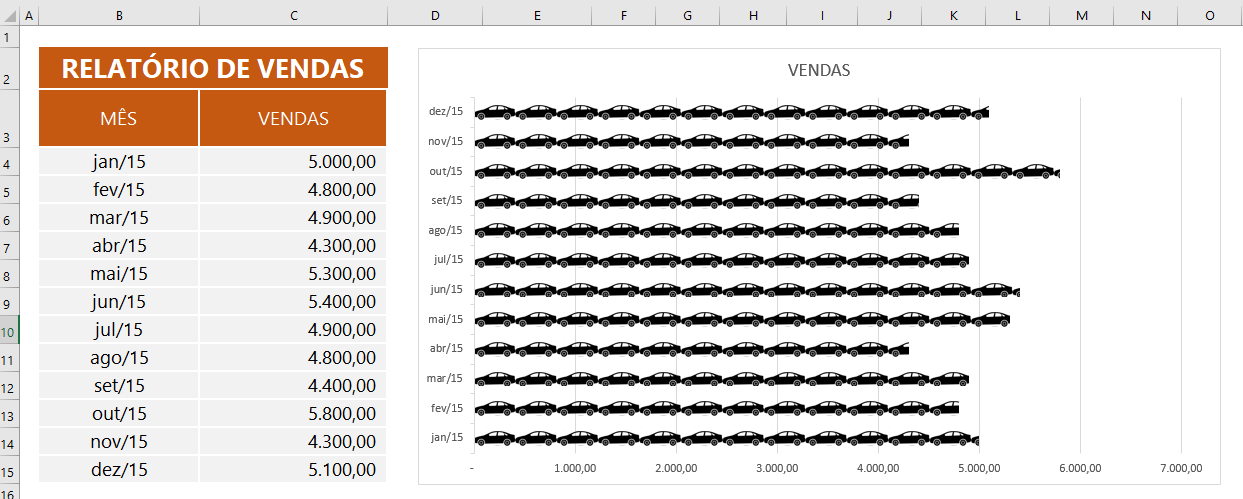 A B C D E F G H I J K L M N O
1
2 RELATÓRIO DE VENDAS
3 MÊS VENDAS
4 jan/15 5.000,00
5 fev/15 4.800,00
6 mar/15 4.900,00
7 abr/15 4.300,00
8 mai/15 5.300,00
9 jun/15 5.400,00
10 jul/15 4.900,00
11 ago/15 4.800,00
12 set/15 4.400,00
13 out/15 5.800,00
14 nov/15 4.300,00
15 dez/15 5.100,00
16
VENDAS
dez/15
nov/15
out/15
set/15
ago/15
jul/15
jun/15
mai/15
abr/15
mar/15
fev/15
jan/15
- 1.000,00 2.000,00 3.000,00 4.000,00 5.000,00 6.000,00 7.000,00